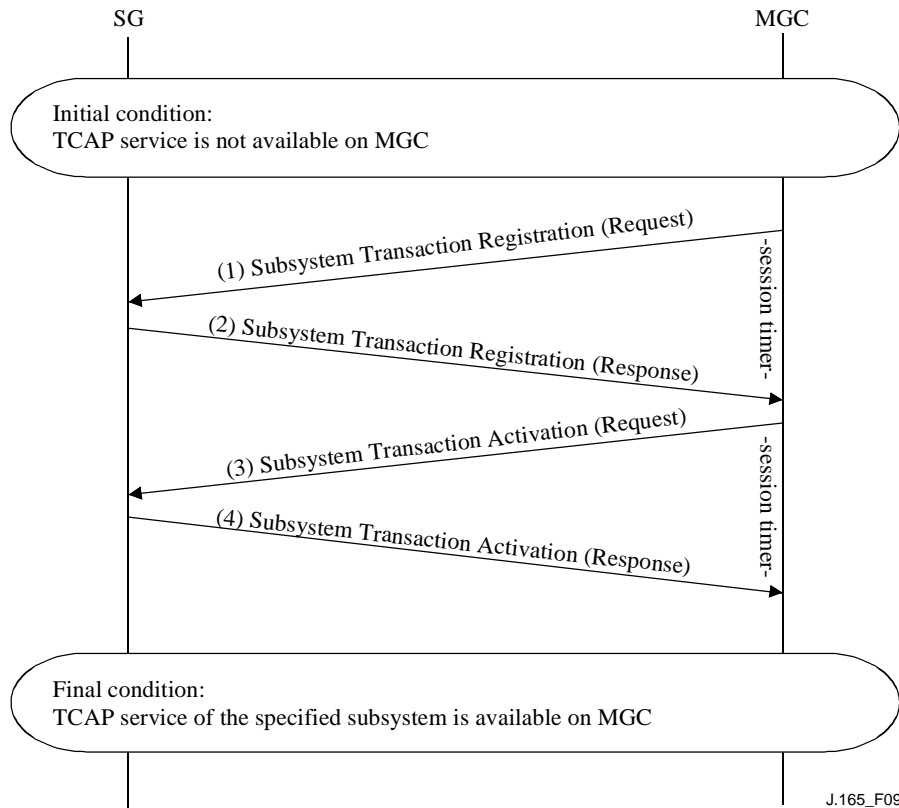 SG
MGC
Initial condition:
TCAP service is not available on MGC
(1) Subsystem Transaction Registration (Request)
-session timer-
(2) Subsystem Transaction Registration (Response)
(3) Subsystem Transaction Activation (Request)
-session timer-
(4) Subsystem Transaction Activation (Response)
Final condition:
TCAP service of the specified subsystem is available on MGC
J.165_F09